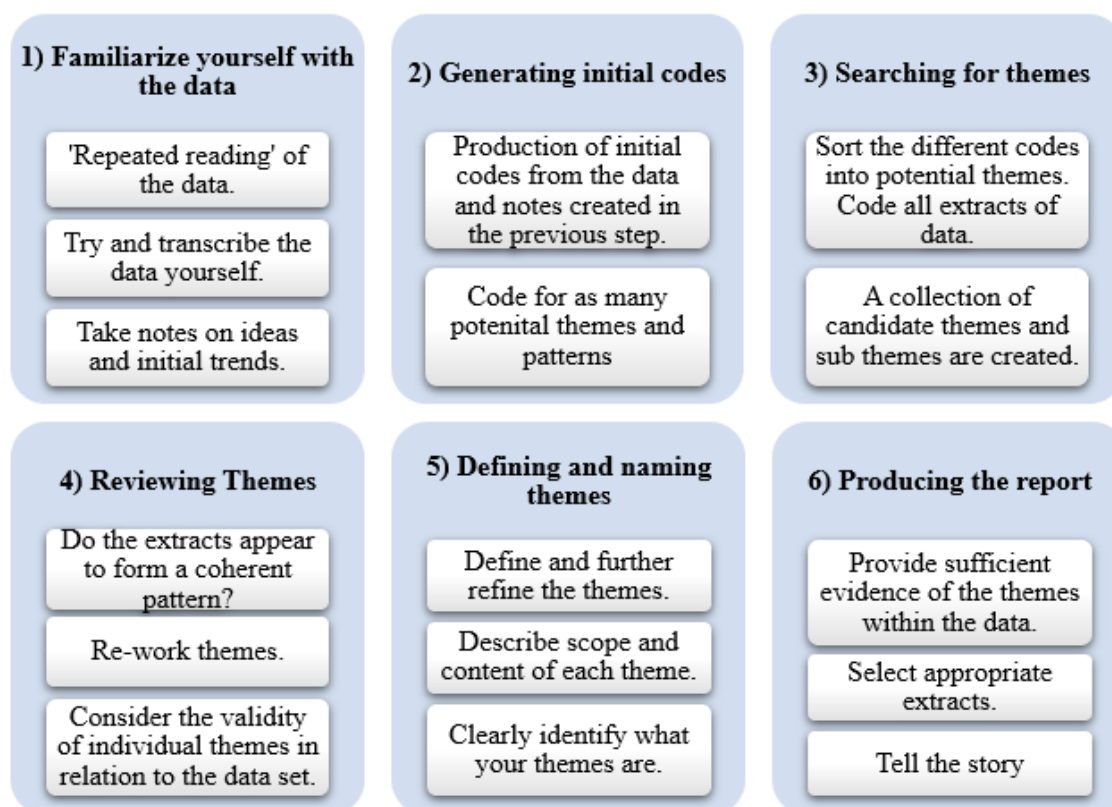 1) Familiarize yourself with
the data
'Repeated reading' of
the data.
Try and transcribe the
data yourself.
Take notes on ideas
and initial trends.
2) Generating initial codes
Production of initial
codes from the data
and notes created in
the previous step.
Code for as many
potenital themes and
patterns
3) Searching for themes
Sort the different codes
into potential themes.
Code all extracts of
data.
A collection of
candidate themes and
sub themes are created.
4) Reviewing Themes
Do the extracts appear
to form a coherent
pattern?
Re-work themes.
Consider the validity
of individual themes in
relation to the data set.
5) Defining and naming
themes
Define and further
refine the themes.
Describe scope and
content of each theme.
Clearly identify what
your themes are.
6) Producing the report
Provide sufficient
evidence of the themes
within the data.
Select appropriate
extracts.
Tell the story